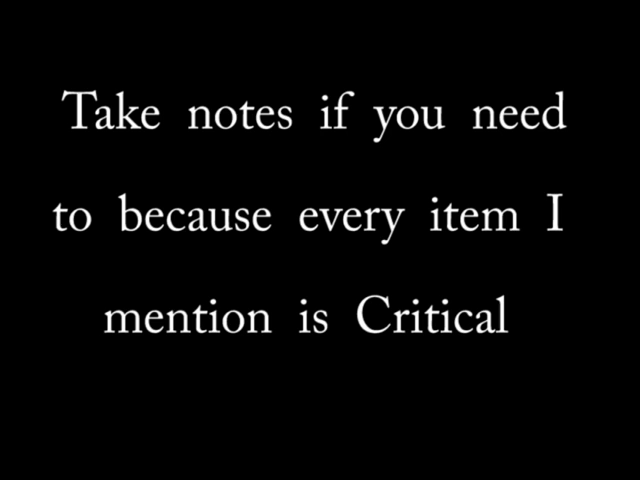 Take notes if you need
to because every item I
mention is Critical